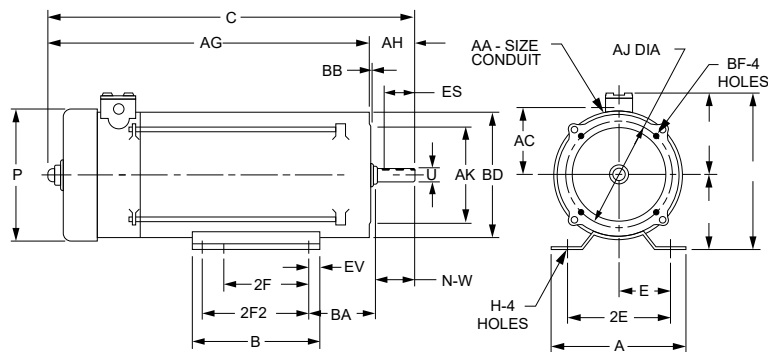 C
AG
AH
AA - SIZE
CONDUIT
AJ DIA
BF-4
HOLES
BB
ES
AC
P
AK
BD
U
EV
N-W
2F
2F2
BA
B
H-4
HOLES
E
2E
A